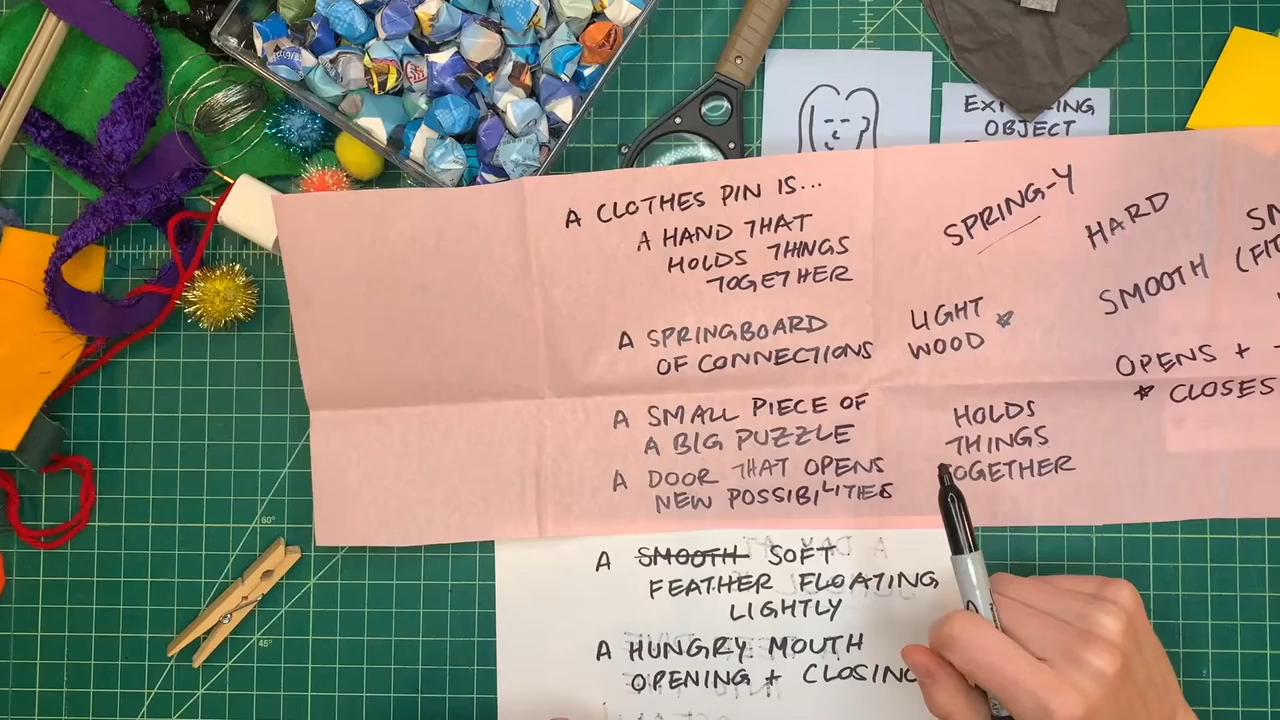 EXPLORING
OBJECT
A CLOTHES PIN IS...
A HAND THAT
HOLDS THINGS
TOGETHER
A SPRINGBOARD
OF CONNECTIONS
A SMALL PIECE OF
A BIG PUZZLE
A DOOR THAT OPENS
NEW POSSIBILITIES
SPRING-Y
HARD
SMOOTH
LIGHT
WOOD
OPENS +
CLOSES
HOLDS
THINGS
TOGETHER
A SMOOTH SOFT
FEATHER FLOATING
LIGHTLY
A HUNGRY MOUTH
OPENING + CLOSING
60°
45°